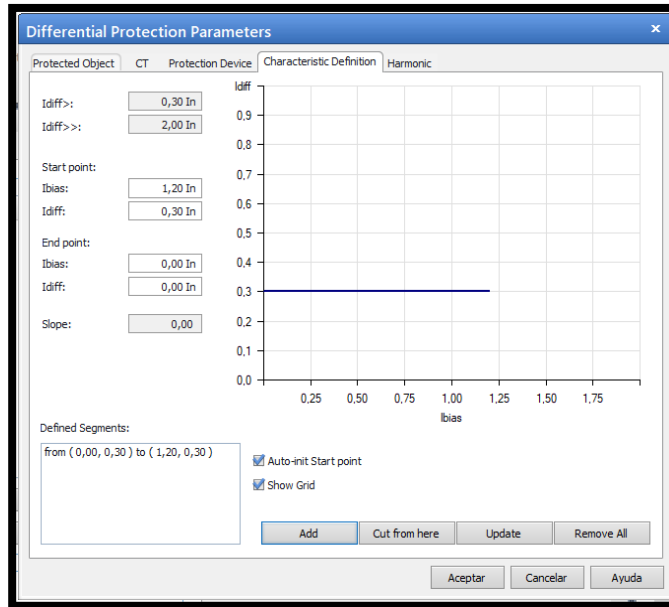 Differential Protection Parameters
x
Protected Object CT Protection Device Characteristic Definition Harmonic
Idiff>: 0,30 In
Idiff>>: 2,00 In
Start point:
Ibias: 1,20 In
Idiff: 0,30 In
End point:
Ibias: 0,00 In
Idiff: 0,00 In
Slope: 0,00
Idiff
0,9
0,8
0,7
0,6
0,5
0,4
0,3
0,2
0,1
0,0
0,25 0,50 0,75 1,00 1,25 1,50 1,75
Ibias
Defined Segments:
from ( 0,00, 0,30 ) to ( 1,20, 0,30 )
Auto-init Start point
Show Grid
Add Cut from here Update Remove All
Aceptar Cancelar Ayuda